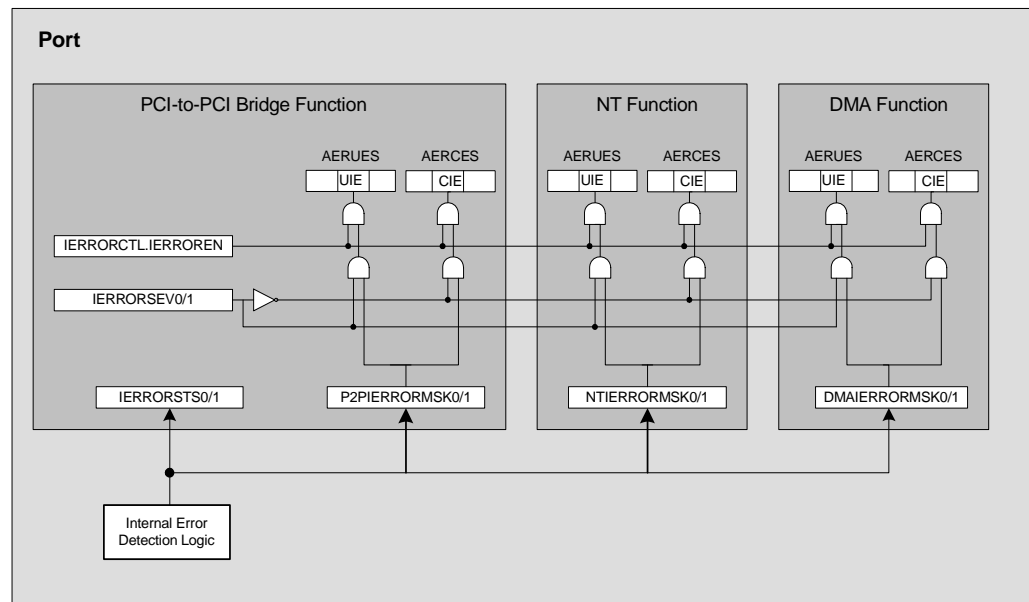 Port
PCI-to-PCI Bridge Function
NT Function
DMA Function
AERUES
AERCES
AERUES
AERCES
AERUES
AERCES
UIE
CIE
UIE
CIE
UIE
CIE
IERRORCTL.IERROREN
IERRORSEV0/1
IERRORSTS0/1
P2PIERRORMSK0/1
NTIERRORMSK0/1
DMAIERRORMSK0/1
Internal Error
Detection Logic